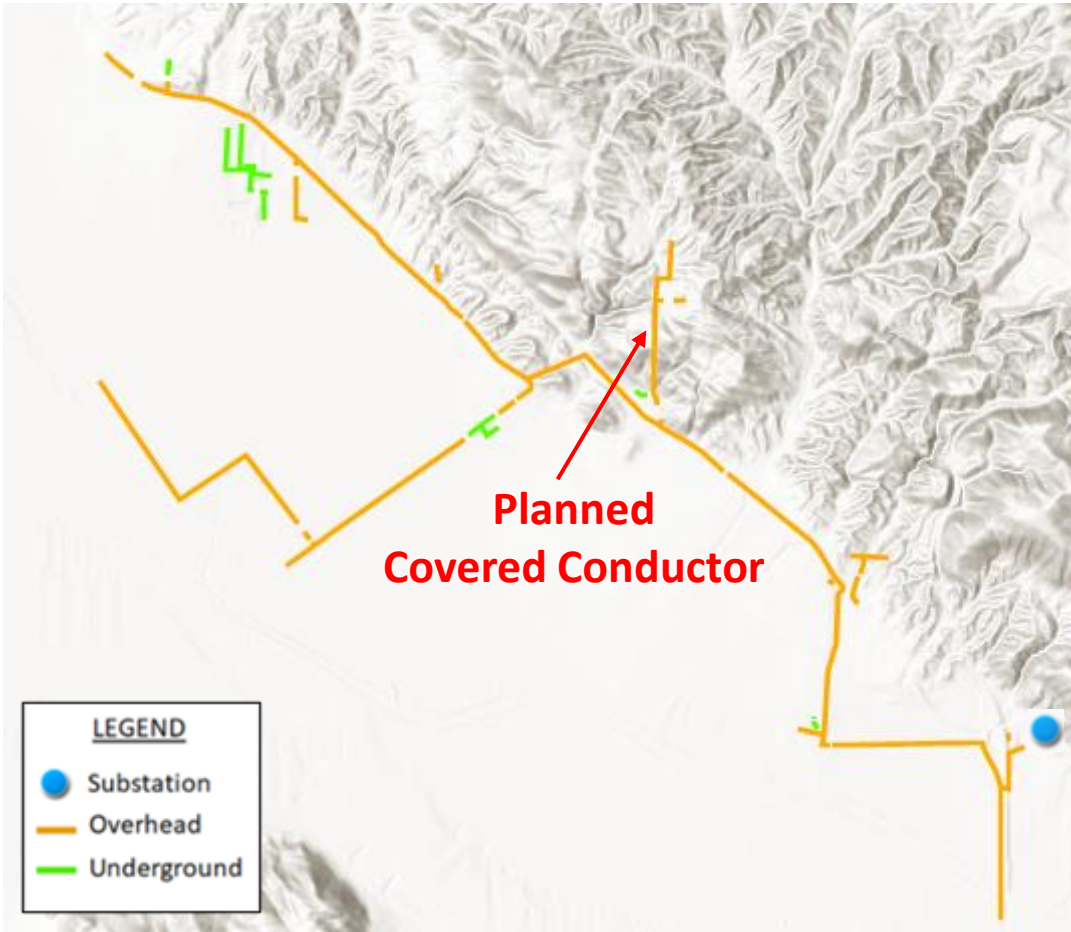 Planned
Covered Conductor
LEGEND
Substation
Overhead
Underground